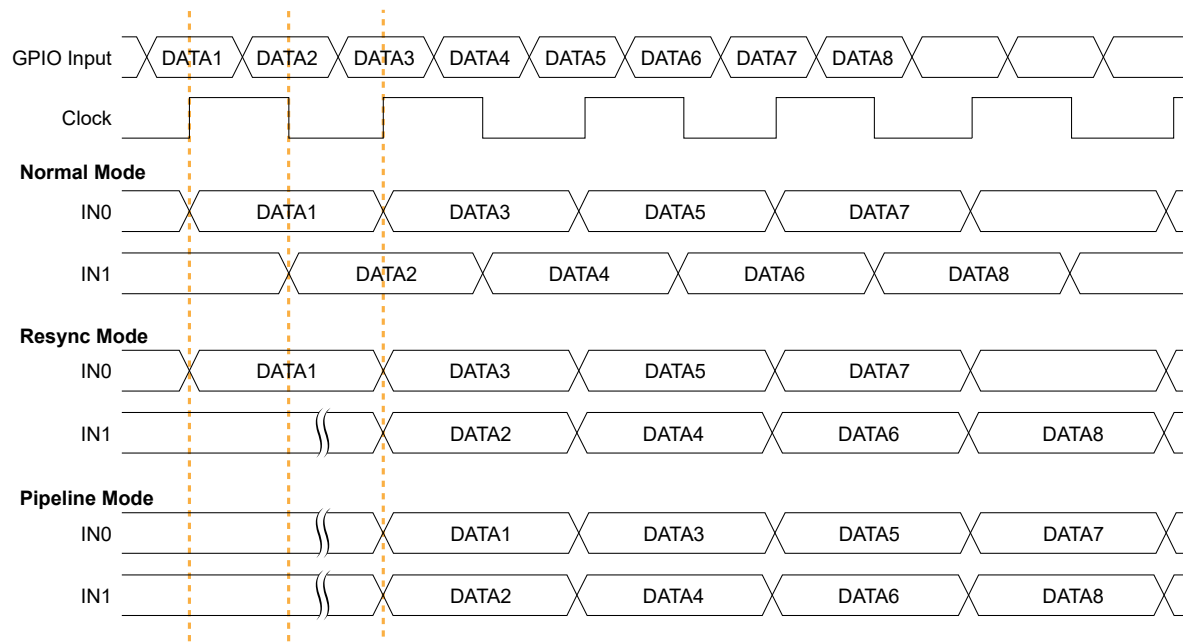 GPIO Input DATA1 DATA2 DATA3 DATA4 DATA5 DATA6 DATA7 DATA8
Clock
Normal Mode
IN0 DATA1 DATA3 DATA5 DATA7
IN1 DATA2 DATA4 DATA6 DATA8
Resync Mode
IN0 DATA1 DATA3 DATA5 DATA7
IN1 DATA2 DATA4 DATA6 DATA8
Pipeline Mode
IN0 DATA1 DATA3 DATA5 DATA7
IN1 DATA2 DATA4 DATA6 DATA8